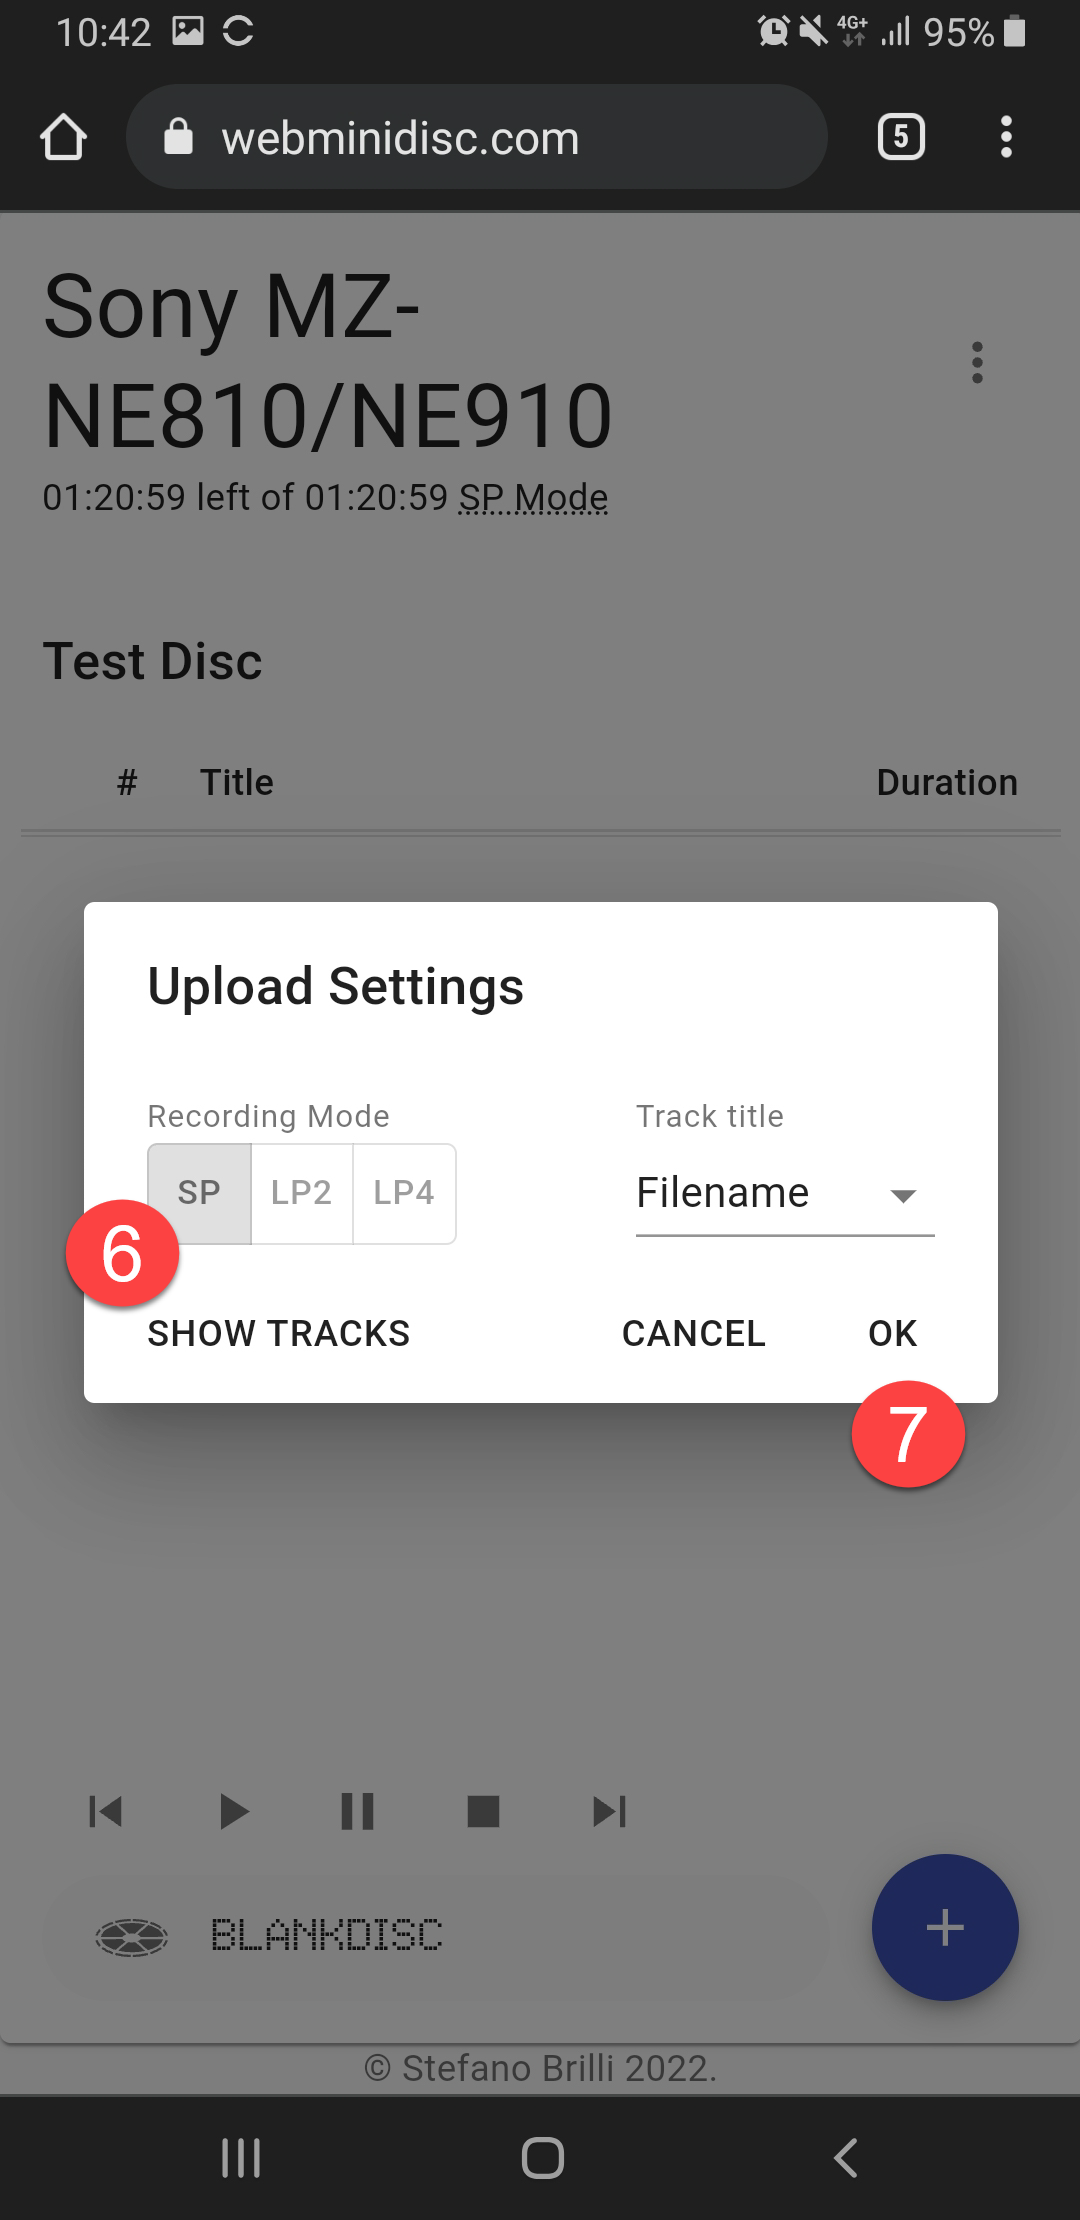 10:42
4G+
95%
webminidisc.com
5
Sony MZ-
NE810/NE910
01:20:59 left of 01:20:59 SP Mode
Test Disc
# Title Duration
Upload Settings
Recording Mode Track title
SP LP2 LP4 Filename
6
SHOW TRACKS CANCEL OK
7
BLANKDISC
© Stefano Brilli 2022.